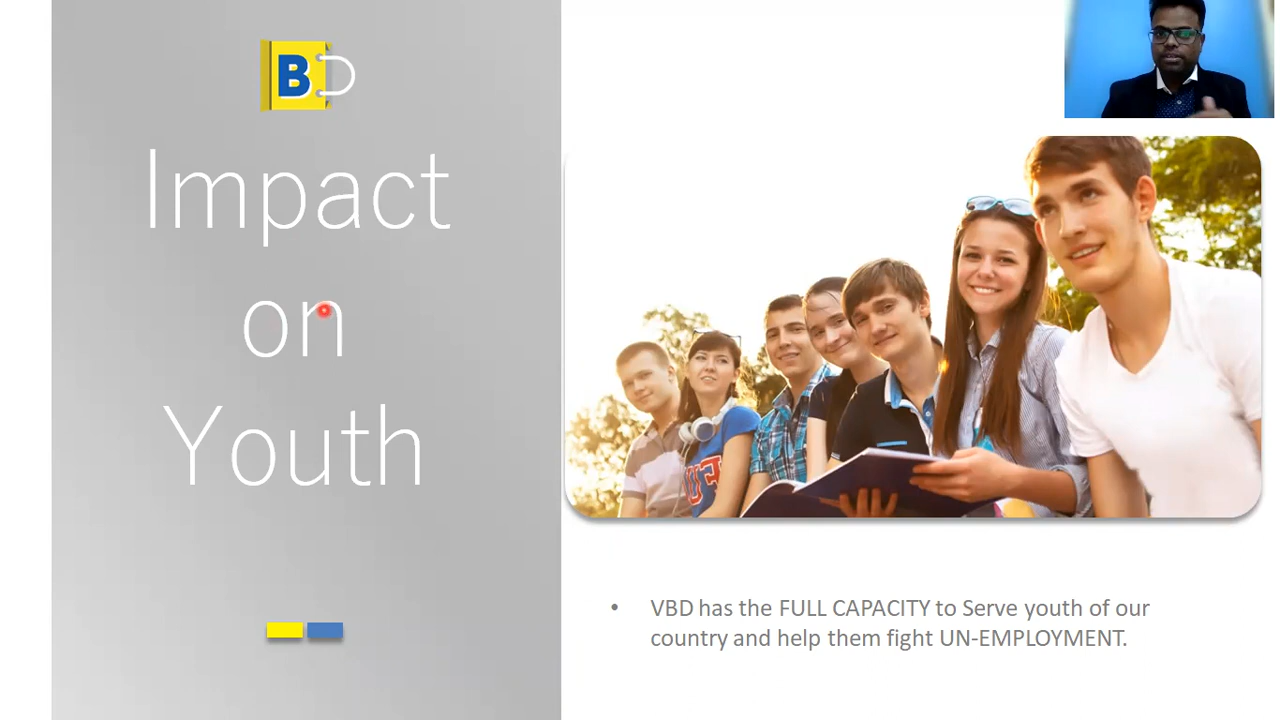 BD
Impact
on
Youth
• VBD has the FULL CAPACITY to Serve youth of our
country and help them fight UN-EMPLOYMENT.